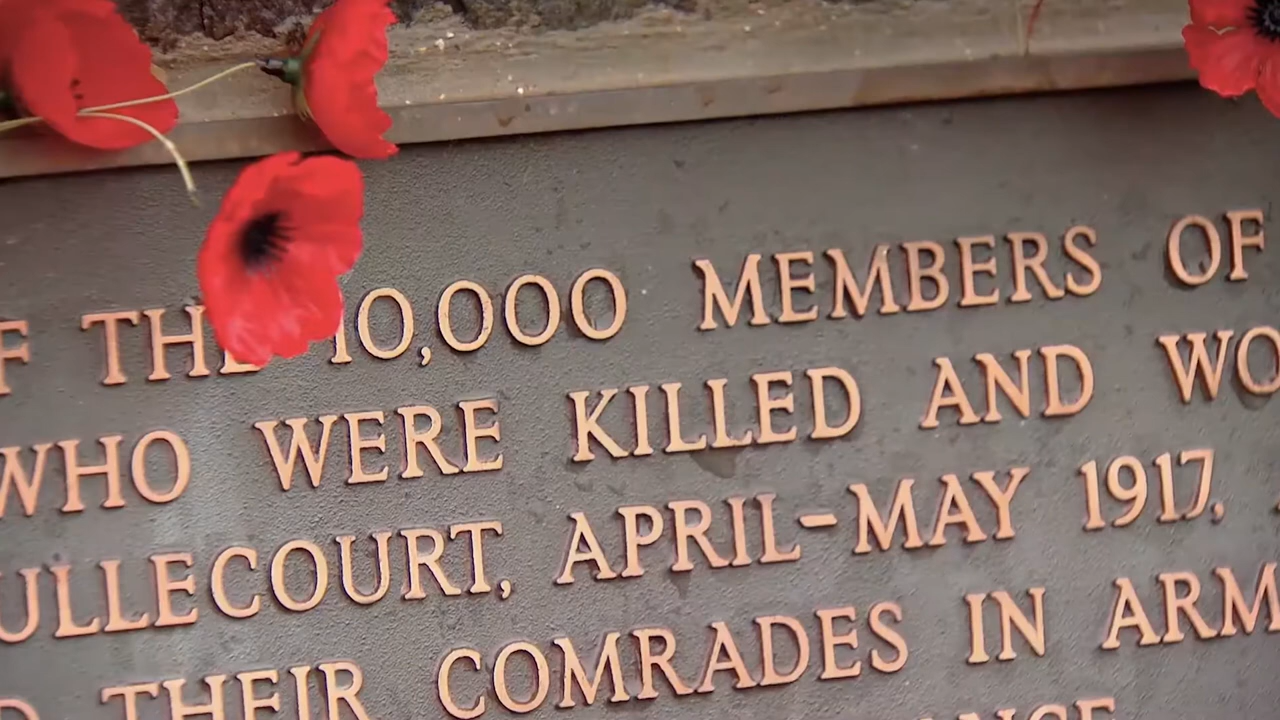 THE 10,000 MEMBERS OF
WHO WERE KILLED AND WO
ULLECOURT, APRIL-MAY 1917,
THEIR COMRADES IN ARM